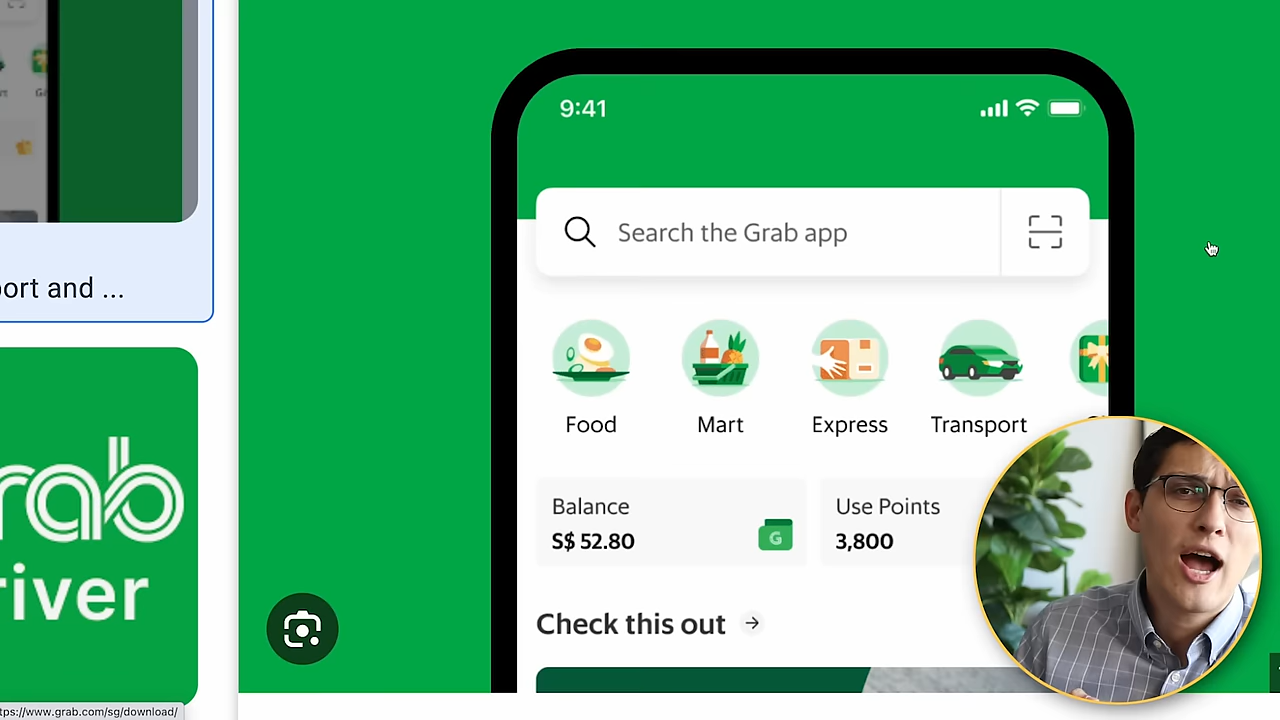 9:41
Search the Grab app
Food
Mart
Express
Transport
Balance
S$ 52.80
G
Use Points
3,800
Check this out →
ort and ...
rab
river
tps://www.grab.com/sg/download/